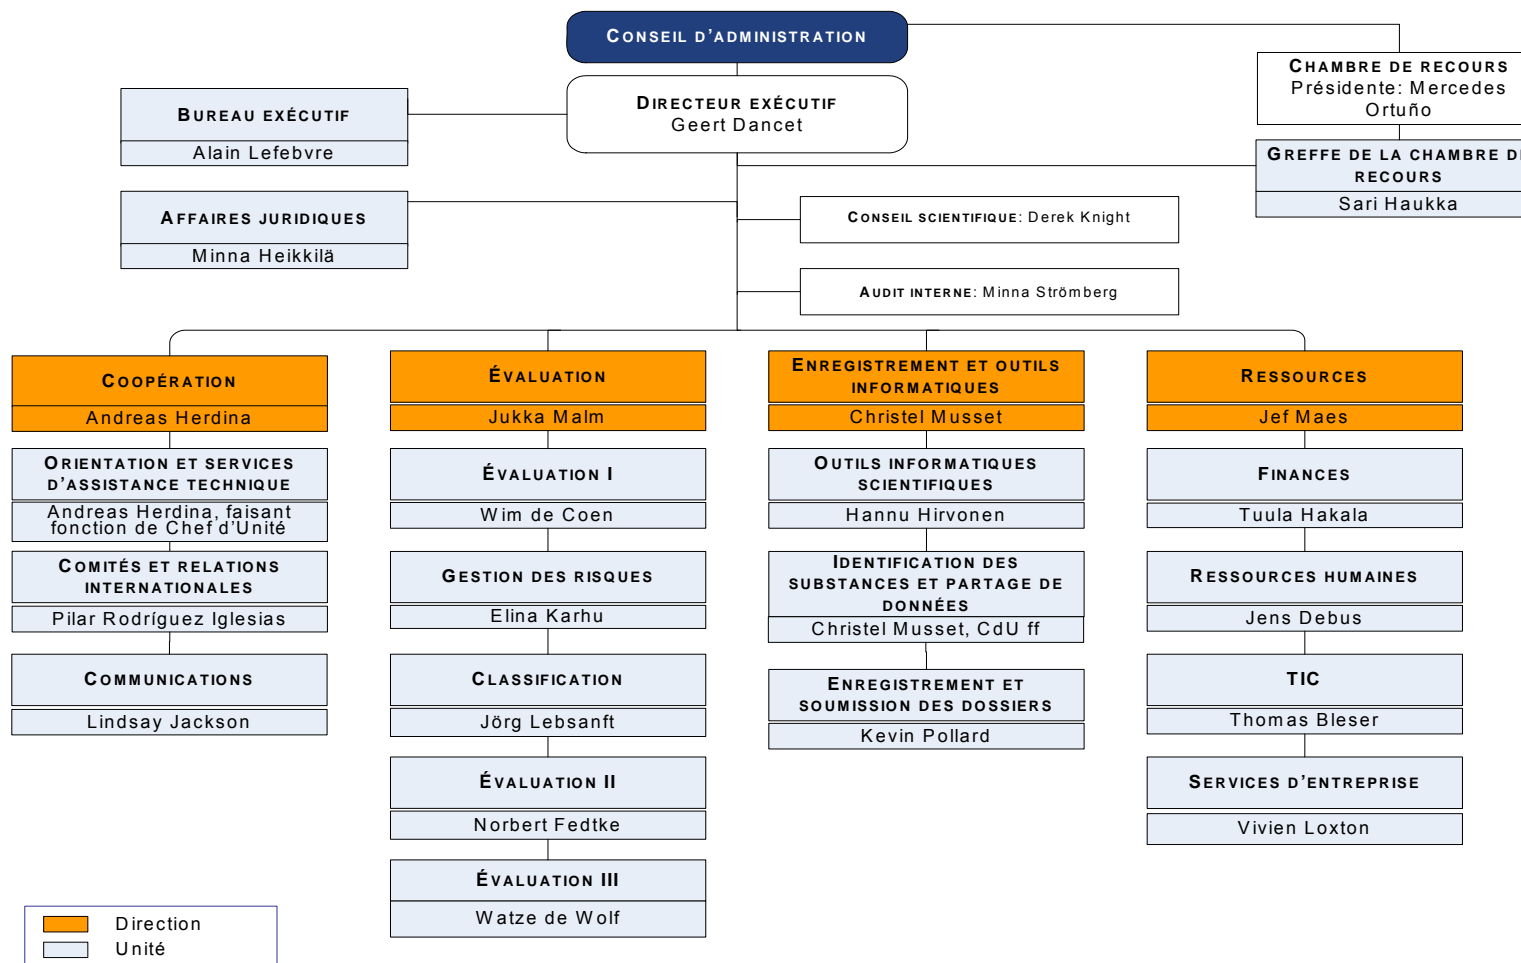 CONSEIL D'ADMINISTRATION
DIRECTEUR EXÉCUTIF
Geert Dancet
CHAMBRE DE RECOURS
Présidente: Mercedes
Ortuño
GREFFE DE LA CHAMBRE D
RECOURS
Sari Haukka
BUREAU EXÉCUTIF
Alain Lefebvre
AFFAIRES JURIDIQUES
Minna Heikkilä
CONSEIL SCIENTIFIQUE: Derek Knight
AUDIT INTERNE: Minna Strömberg
COOPÉRATION
Andreas Herdina
ORIENTATION ET SERVICES
D'ASSISTANCE TECHNIQUE
Andreas Herdina, faisant
fonction de Chef d'Unité
COMITÉS ET RELATIONS
INTERNATIONALES
Pilar Rodríguez Iglesias
COMMUNICATIONS
Lindsay Jackson
ÉVALUATION
Jukka Malm
ÉVALUATION I
Wim de Coen
GESTION DES RISQUES
Elina Karhu
CLASSIFICATION
Jörg Lebsanft
ÉVALUATION II
Norbert Fedtke
ÉVALUATION III
Watze de Wolf
ENREGISTREMENT ET OUTILS
INFORMATIQUES
Christel Musset
OUTILS INFORMATIQUES
SCIENTIFIQUES
Hannu Hirvonen
IDENTIFICATION DES
SUBSTANCES ET PARTAGE DE
DONNÉES
Christel Musset, CdU ff
ENREGISTREMENT ET
SOUMISSION DES DOSSIERS
Kevin Pollard
RESSOURCES
Jef Maes
FINANCES
Tuula Hakala
RESSOURCES HUMAINES
Jens Debus
TIC
Thomas Bleser
SERVICES D'ENTREPRISE
Vivien Loxton
Direction
Unité